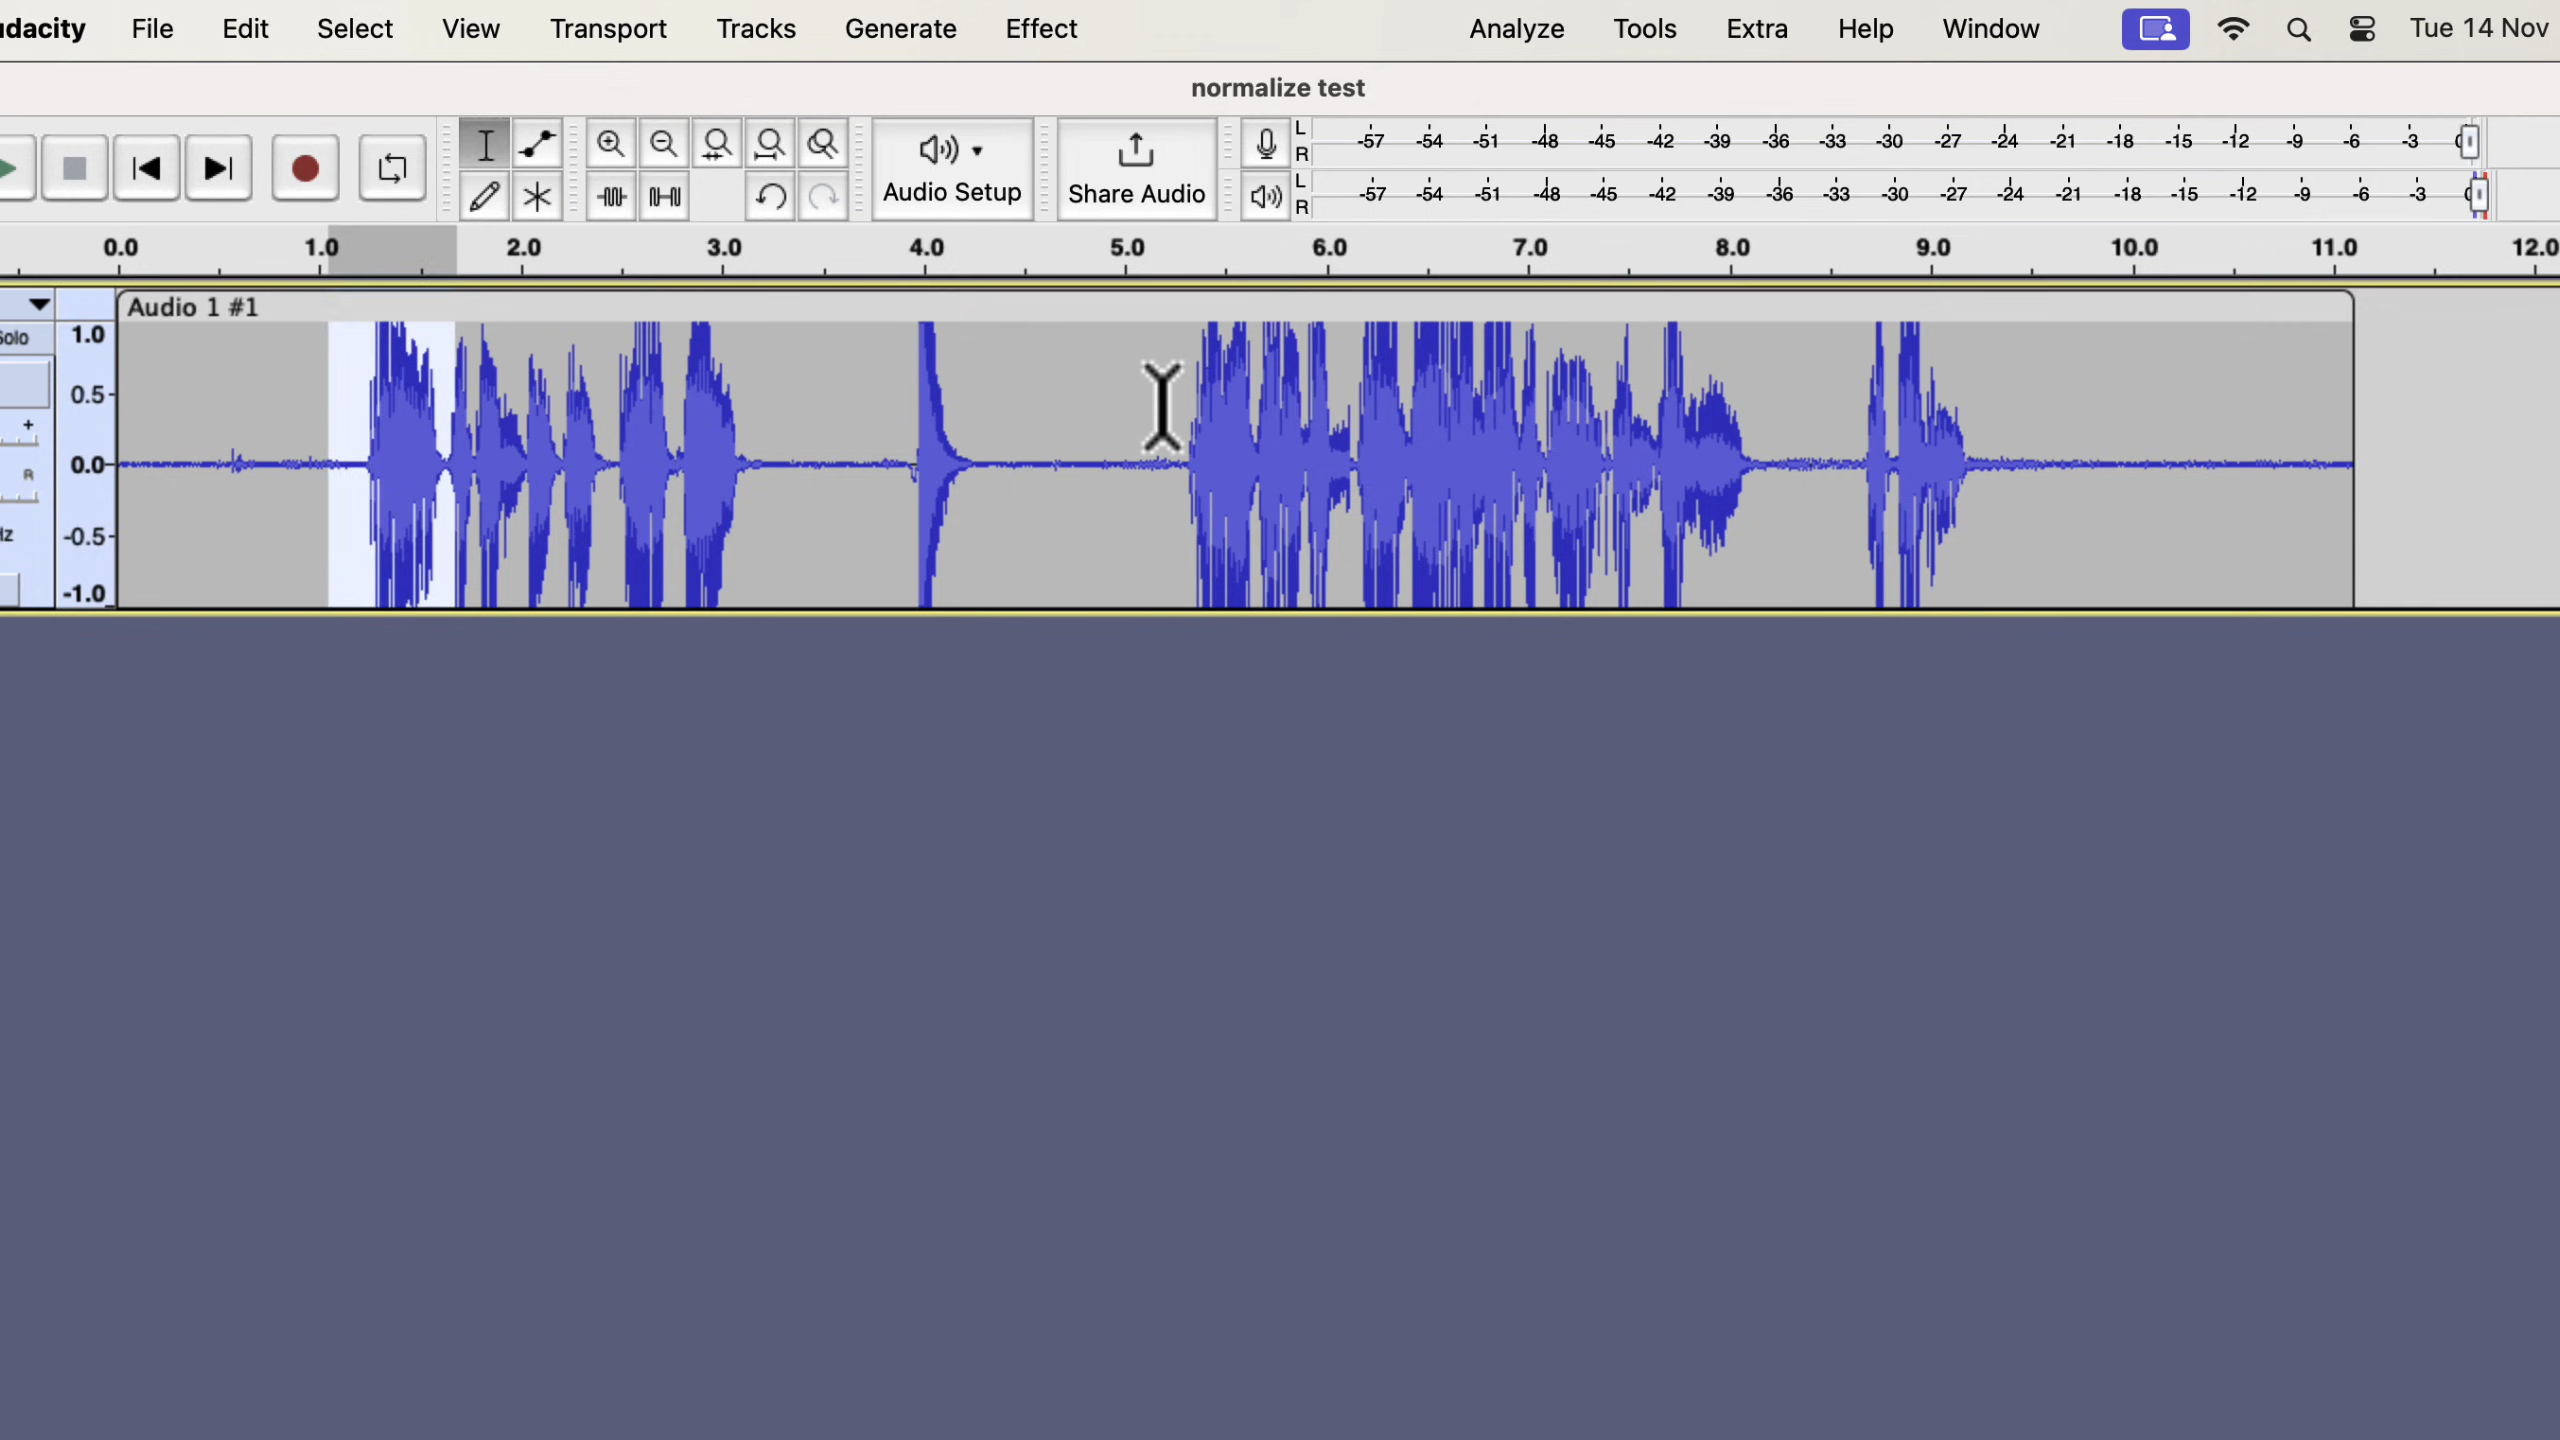 udacity File Edit Select View Transport Tracks Generate Effect Analyze Tools Extra Help Window Tue 14 Nov
normalize test
L -57 -54 -51 -48 -45 -42 -39 -36 -33 -30 -27 -24 -21 -18 -15 -12 -9 -6 -3
R
Audio Setup
Share Audio
L -57 -54 -51 -48 -45 -42 -39 -36 -33 -30 -27 -24 -21 -18 -15 -12 -9 -6 -3
R
0.0 1.0 2.0 3.0 4.0 5.0 6.0 7.0 8.0 9.0 10.0 11.0 12.0
Audio 1 #1
Solo
1.0
0.5
0.0
-0.5
-1.0
+
R
Hz